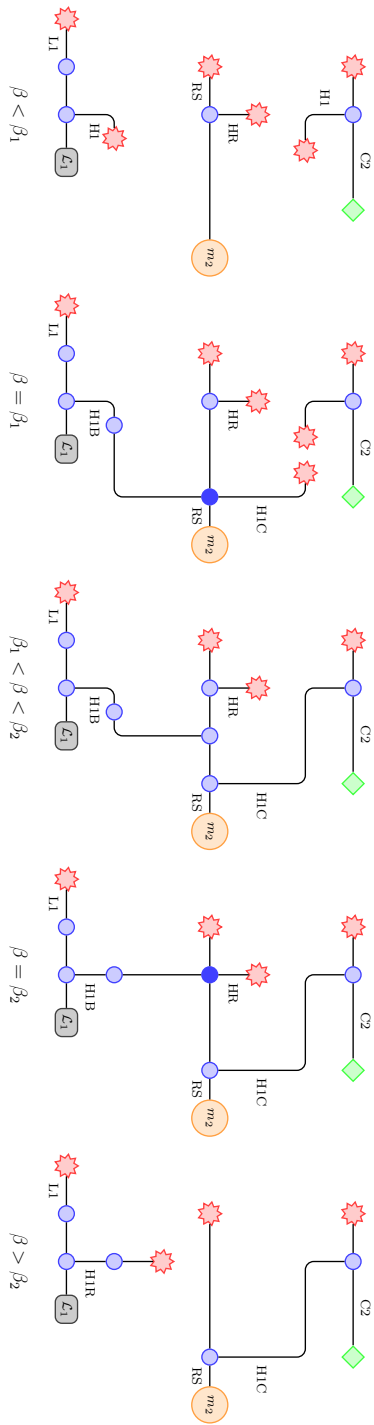 C2
H1
HR
m₂
RS
H1
ℒ₁
L1
β < β₁
C2
H1C
HR
m₂
RS
H1B
ℒ₁
L1
β = β₁
C2
H1C
HR
m₂
RS
H1B
ℒ₁
L1
β₁ < β < β₂
C2
H1C
HR
m₂
RS
H1B
ℒ₁
L1
β = β₂
C2
H1C
m₂
RS
H1R
ℒ₁
L1
β > β₂